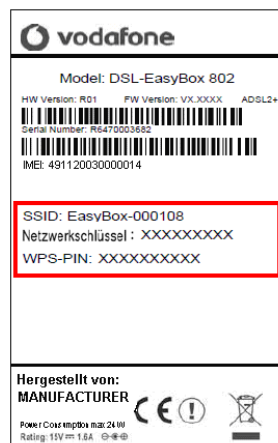 vodafone
Model: DSL-EasyBox 802
HW Version: R01 FW Version: VX.XXXX ADSL2+
Serial Number: R6470003682
IMEI: 491120030000014
SSID: EasyBox-000108
Netzwerkschlüssel : XXXXXXXXX
WPS-PIN: XXXXXXXXXX
Hergestellt von:
MANUFACTURER
Power Consumption max 24W
Rating: 15V 1.6A